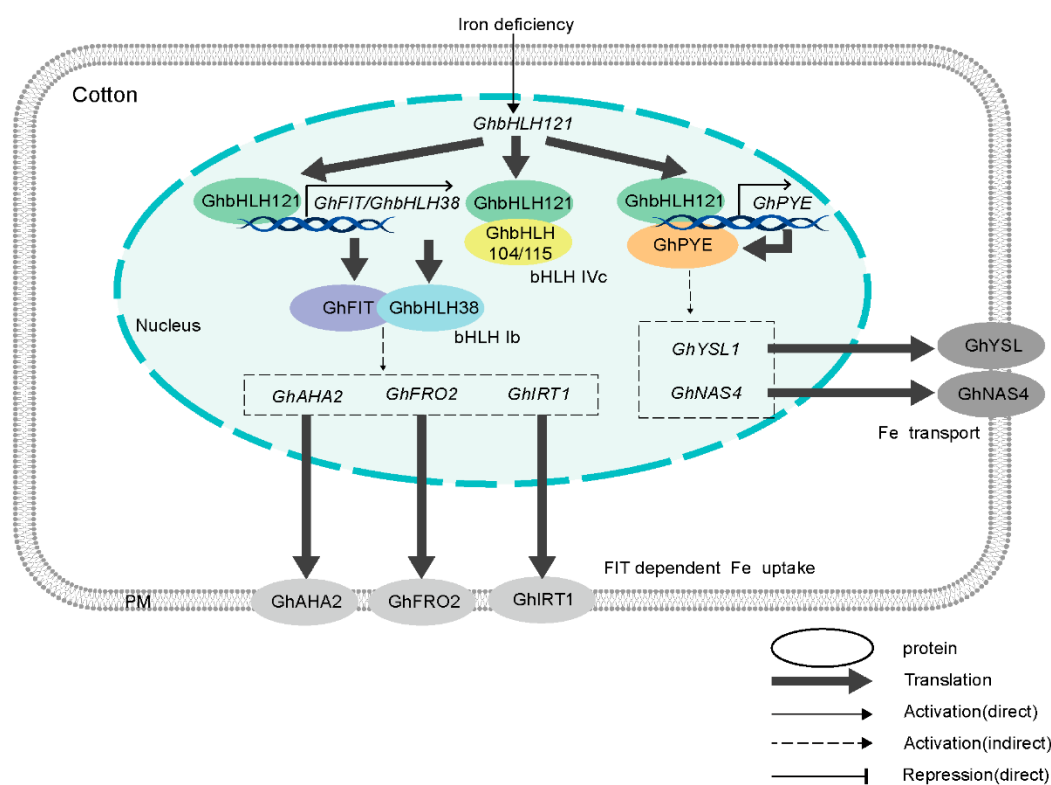 Iron deficiency
Cotton
GhbHLH121
GhbHLH121
GhFIT/GhbHLH38
GhbHLH121
GhbHLH
104/115
bHLH IVc
GhbHLH121
GhPYE
GhPYE
Nucleus
GhFIT
GhbHLH38
bHLH Ib
GhYSL1
GhNAS4
GhYSL
GhNAS4
Fe transport
GhAHA2
GhFRO2
GhIRT1
FIT dependent Fe uptake
PM
GhAHA2
GhFRO2
GhIRT1
protein
Translation
Activation(direct)
Activation(indirect)
Repression(direct)